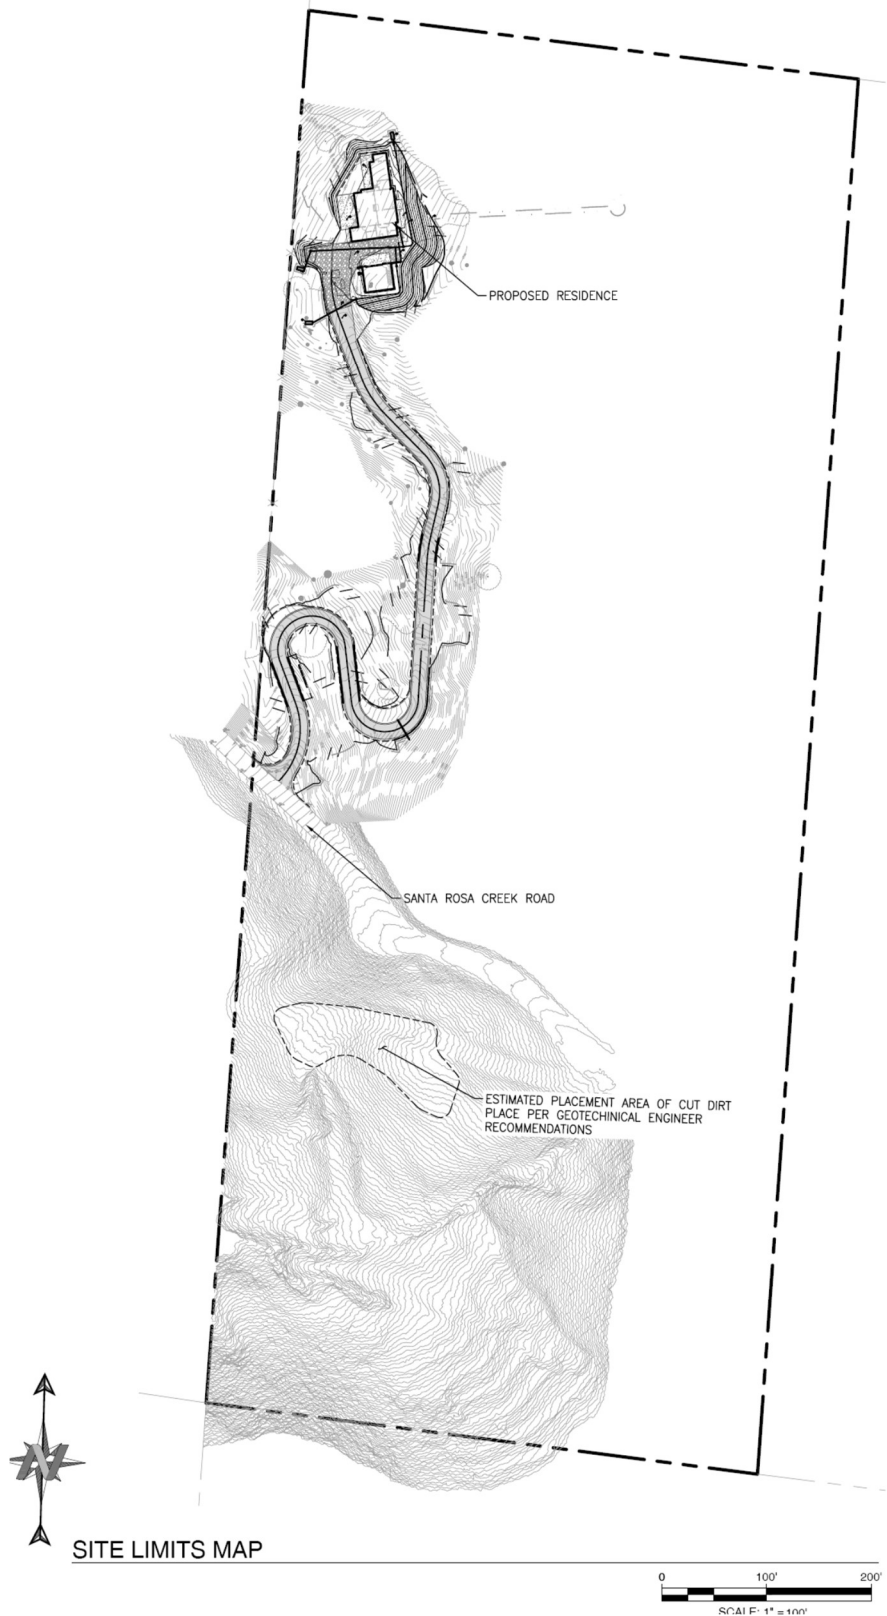 PROPOSED RESIDENCE
SANTA ROSA CREEK ROAD
ESTIMATED PLACEMENT AREA OF CUT DIRT
PLACE PER GEOTECHINICAL ENGINEER
RECOMMENDATIONS
N
SITE LIMITS MAP
0 100' 200'
SCALE: 1" = 100'